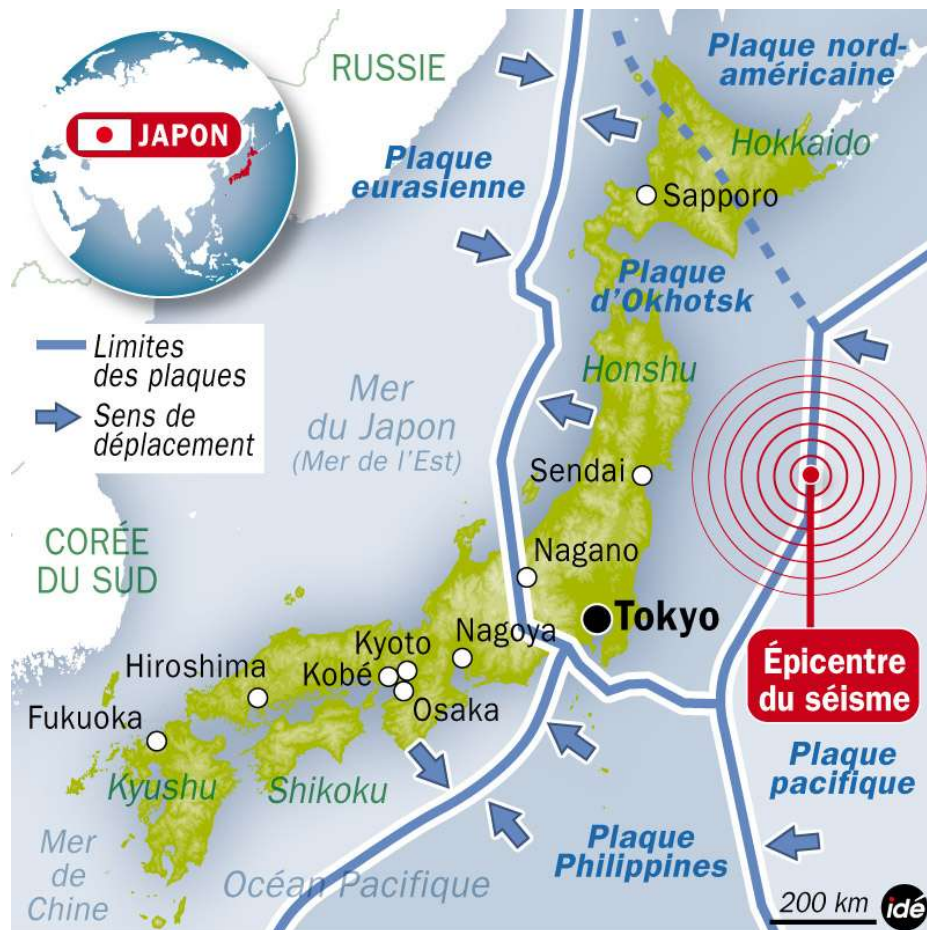 RUSSIE
Plaque nord-
américaine
JAPON
Hokkaido
Plaque
eurasienne
Sapporo
Plaque
d'Okhotsk
Limites
des plaques
Sens de
déplacement
Honshu
Mer
du Japon
(Mer de l'Est)
Sendai
CORÉE
DU SUD
Nagano
Tokyo
Kyoto
Nagoya
Hiroshima
Kobé
Osaka
Épicentre
du séisme
Fukuoka
Kyushu
Shikoku
Plaque
pacifique
Mer
de
Chine
Océan Pacifique
Plaque
Philippines
200 km
idé